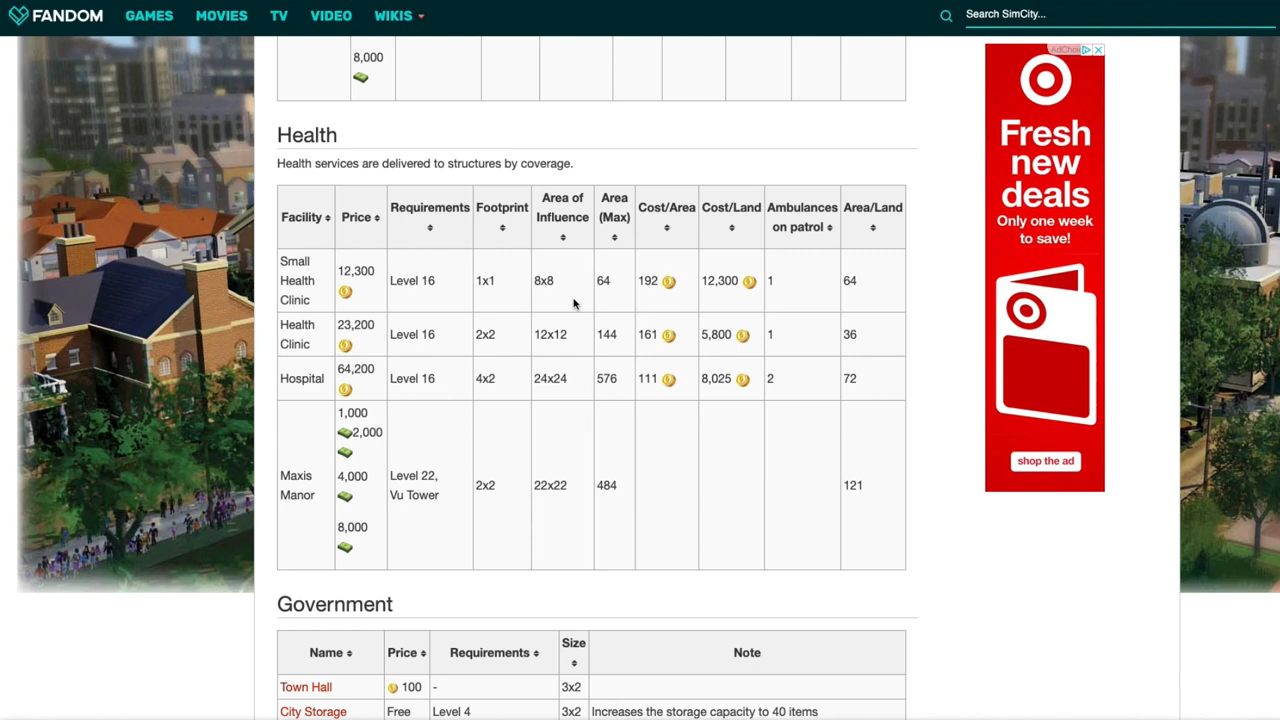 FANDOM GAMES MOVIES TV VIDEO WIKIS Search SimCity...
8,000
Health
Health services are delivered to structures by coverage.
Facility Price Requirements Footprint Area of Influence Area (Max) Cost/Area Cost/Land Ambulances on patrol Area/Land
Small Health Clinic 12,300 Level 16 1x1 8x8 64 192 12,300 1 64
Health Clinic 23,200 Level 16 2x2 12x12 144 161 5,800 1 36
Hospital 64,200 Level 16 4x2 24x24 576 111 8,025 2 72
Maxis Manor 1,000 2,000 4,000 8,000 Level 22, Vu Tower 2x2 22x22 484 121
Government
Name Price Requirements Size Note
Town Hall 100 - 3x2
City Storage Free Level 4 3x2 Increases the storage capacity to 40 items
AdChoices
Fresh
new
deals
Only one week
to save!
shop the ad